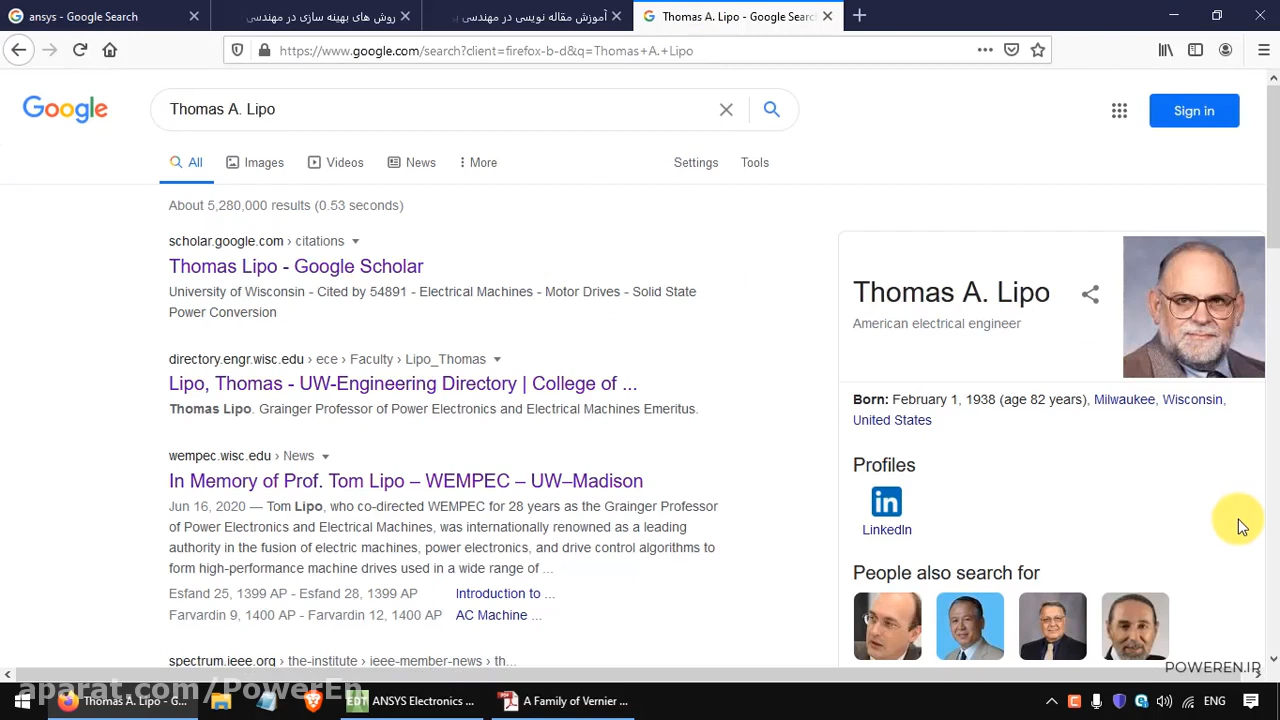 ansys - Google Search
روش های بهینه سازی در مهندسی
آموزش مقاله نویسی در مهندسی ب
Thomas A. Lipo - Google Search
https://www.google.com/search?client=firefox-b-d&q=Thomas+A.+Lipo
Google
Thomas A. Lipo
Sign in
All
Images
Videos
News
More
Settings
Tools
About 5,280,000 results (0.53 seconds)
scholar.google.com › citations
Thomas Lipo - Google Scholar
University of Wisconsin - Cited by 54891 - Electrical Machines - Motor Drives - Solid State
Power Conversion
directory.engr.wisc.edu › ece › Faculty › Lipo_Thomas
Lipo, Thomas - UW-Engineering Directory | College of ...
Thomas Lipo. Grainger Professor of Power Electronics and Electrical Machines Emeritus.
wempec.wisc.edu › News
In Memory of Prof. Tom Lipo – WEMPEC – UW–Madison
Jun 16, 2020 — Tom Lipo, who co-directed WEMPEC for 28 years as the Grainger Professor
of Power Electronics and Electrical Machines, was internationally renowned as a leading
authority in the fusion of electric machines, power electronics, and drive control algorithms to
form high-performance machine drives used in a wide range of ...
Esfand 25, 1399 AP - Esfand 28, 1399 AP
Introduction to ...
Farvardin 9, 1400 AP - Farvardin 12, 1400 AP
AC Machine ...
spectrum.ieee.org › the-institute › ieee-member-news › th...
Thomas A. Lipo
American electrical engineer
Born: February 1, 1938 (age 82 years), Milwaukee, Wisconsin,
United States
Profiles
in
LinkedIn
People also search for
POWEREN.IR
aparat.com/PowerEn
Thomas A. Lipo - G...
EDT
ANSYS Electronics ...
A Family of Vernier ...
ENG